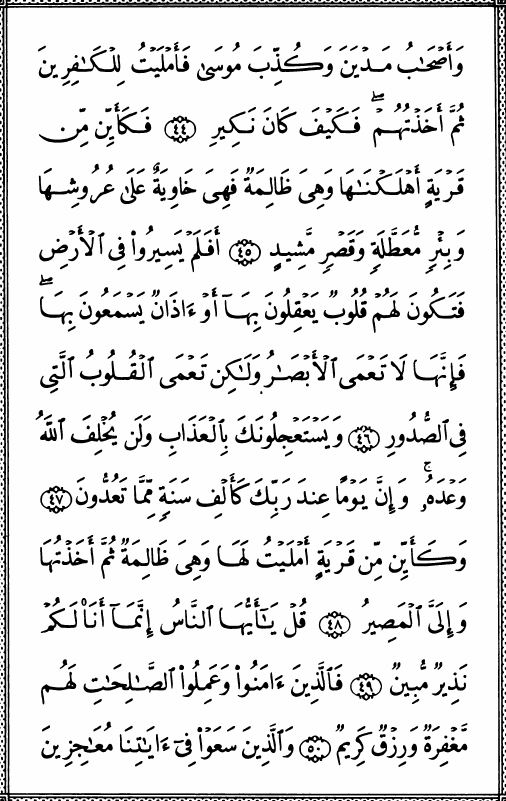 وَأَصْحَٰبُ مَدْيَنَ وَكُذِّبَ مُوسَىٰ فَأَمْلَيْتُ لِلْكَٰفِرِينَ
ثُمَّ أَخَذْتُهُمْ ۖ فَكَيْفَ كَانَ نَكِيرِ ﴿٤٤﴾ فَكَأَيِّن مِّن
قَرْيَةٍ أَهْلَكْنَٰهَا وَهِىَ ظَالِمَةٌ فَهِىَ خَاوِيَةٌ عَلَىٰ عُرُوشِهَا
وَبِئْرٍ مُّعَطَّلَةٍ وَقَصْرٍ مَّشِيدٍ ﴿٤٥﴾ أَفَلَمْ يَسِيرُوا۟ فِى ٱلْأَرْضِ
فَتَكُونَ لَهُمْ قُلُوبٌ يَعْقِلُونَ بِهَآ أَوْ ءَاذَانٌ يَسْمَعُونَ بِهَا ۖ
فَإِنَّهَا لَا تَعْمَى ٱلْأَبْصَٰرُ وَلَٰكِن تَعْمَى ٱلْقُلُوبُ ٱلَّتِى
فِى ٱلصُّدُورِ ﴿٤٦﴾ وَيَسْتَعْجِلُونَكَ بِٱلْعَذَابِ وَلَن يُخْلِفَ ٱللَّهُ
وَعْدَهُۥ ۚ وَإِنَّ يَوْمًا عِندَ رَبِّكَ كَأَلْفِ سَنَةٍ مِّمَّا تَعُدُّونَ ﴿٤٧﴾
وَكَأَيِّن مِّن قَرْيَةٍ أَمْلَيْتُ لَهَا وَهِىَ ظَالِمَةٌ ثُمَّ أَخَذْتُهَا
وَإِلَىَّ ٱلْمَصِيرُ ﴿٤٨﴾ قُلْ يَٰٓأَيُّهَا ٱلنَّاسُ إِنَّمَآ أَنَا۠ لَكُمْ
نَذِيرٌ مُّبِينٌ ﴿٤٩﴾ فَٱلَّذِينَ ءَامَنُوا۟ وَعَمِلُوا۟ ٱلصَّٰلِحَٰتِ لَهُم
مَّغْفِرَةٌ وَرِزْقٌ كَرِيمٌ ﴿٥٠﴾ وَٱلَّذِينَ سَعَوْا۟ فِىٓ ءَايَٰتِنَا مُعَٰجِزِينَ